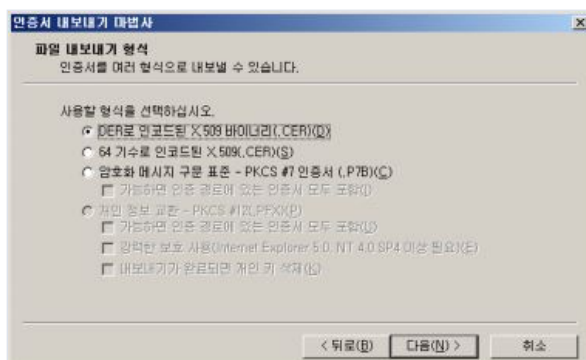 인증서 내보내기 마법사
파일 내보내기 형식
인증서를 여러 형식으로 내보낼 수 있습니다.
사용할 형식을 선택하십시오.
DER로 인코드된 X.509 바이너리(.CER)(D)
64 기수로 인코드된 X.509(.CER)(S)
암호화 메시지 구문 표준 - PKCS #7 인증서 (.P7B)(C)
가능하면 인증 경로에 있는 인증서 모두 포함(I)
개인 정보 교환 - PKCS #12(.PFX)(P)
가능하면 인증 경로에 있는 인증서 모두 포함(U)
강력한 보호 사용(Internet Explorer 5.0, NT 4.0 SP4 이상 필요)(E)
내보내기가 완료되면 개인 키 삭제(K)
< 뒤로(B)
다음(N) >
취소